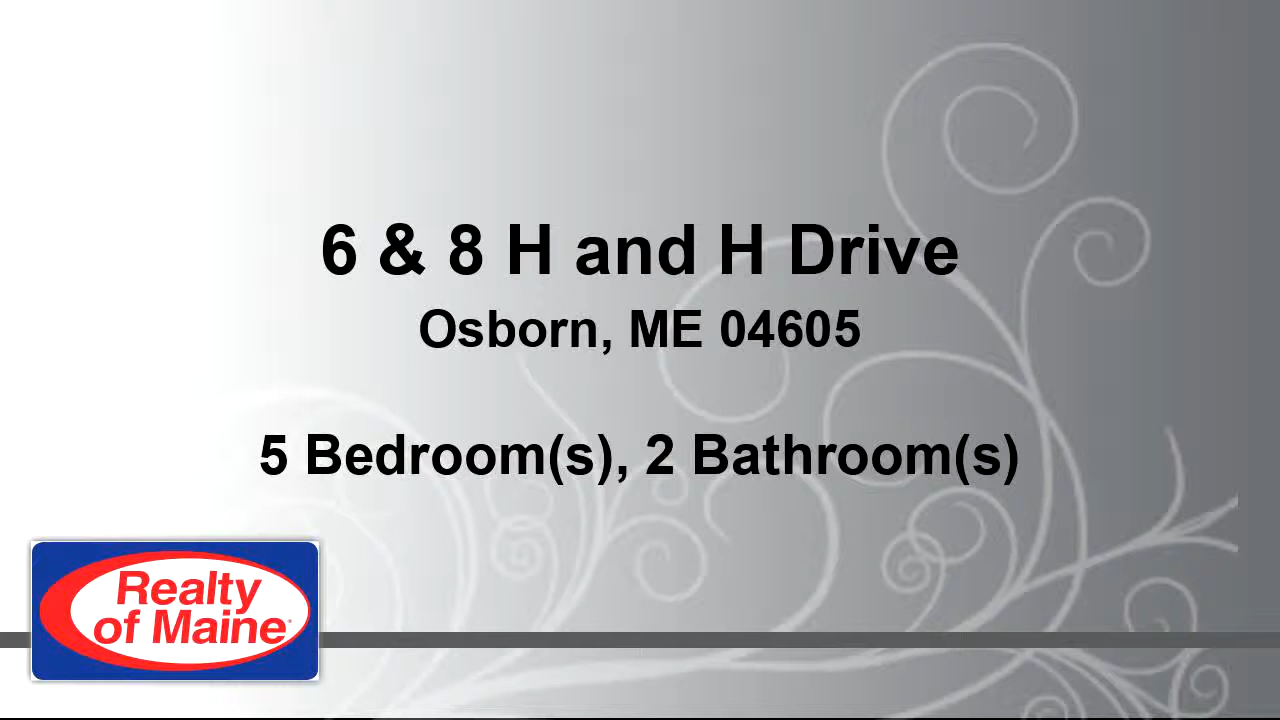 6 & 8 H and H Drive
Osborn, ME 04605
5 Bedroom(s), 2 Bathroom(s)
Realty
of Maine